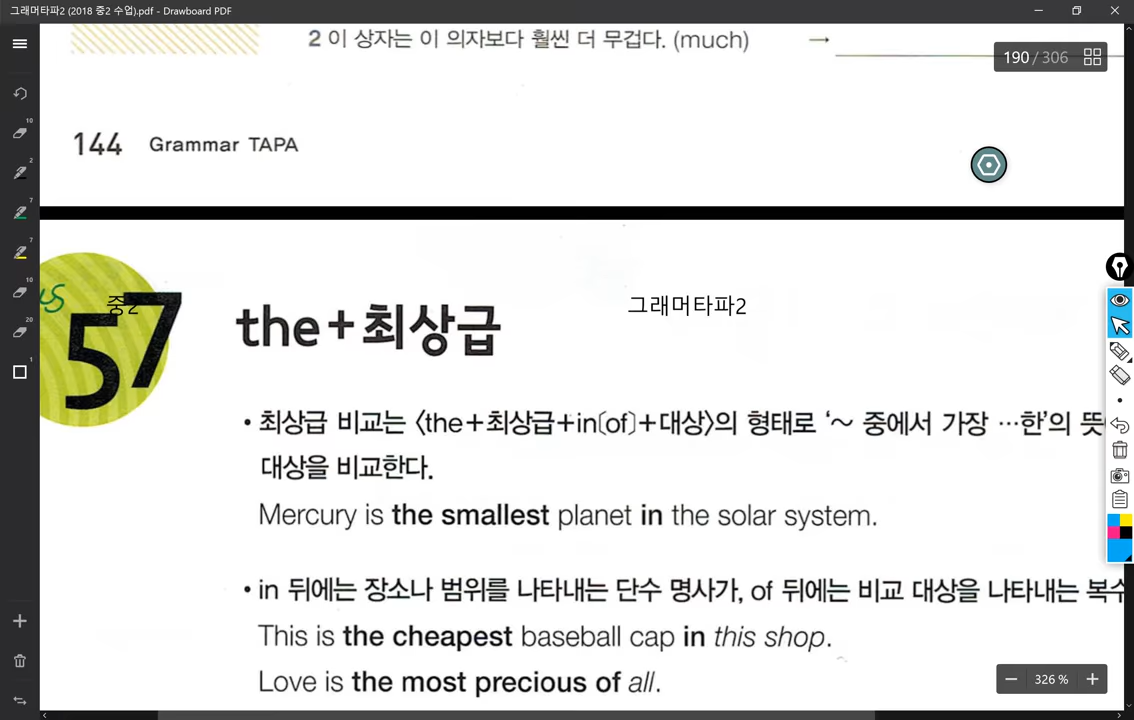 그래머타파2 (2018 중2 수업).pdf - Drawboard PDF
2 이 상자는 이 의자보다 훨씬 더 무겁다. (much) →
190 / 306
144 Grammar TAPA
57
중2
the+최상급
그래머타파2
• 최상급 비교는 〈the+최상급+in(of)+대상〉의 형태로 '~ 중에서 가장 …한'의 뜻
대상을 비교한다.
Mercury is the smallest planet in the solar system.
• in 뒤에는 장소나 범위를 나타내는 단수 명사가, of 뒤에는 비교 대상을 나타내는 복수
This is the cheapest baseball cap in this shop.
Love is the most precious of all.
326 %
10
2
7
7
10
20
1